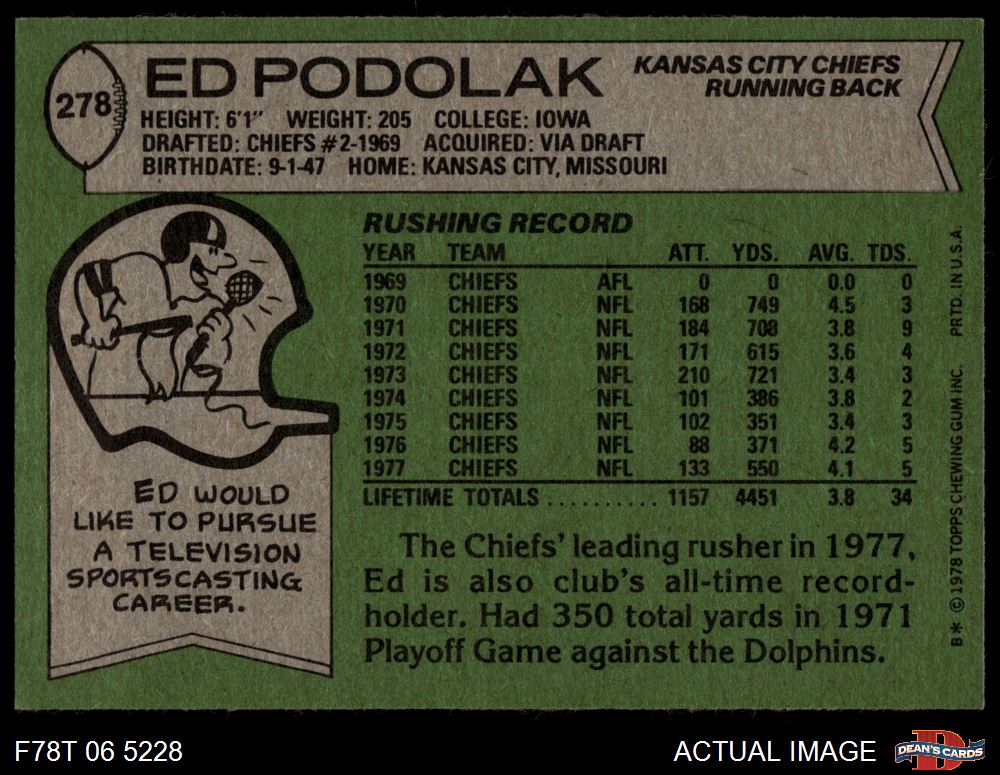 278
ED PODOLAK
KANSAS CITY CHIEFS
RUNNING BACK
HEIGHT: 6'1" WEIGHT: 205 COLLEGE: IOWA
DRAFTED: CHIEFS #2-1969 ACQUIRED: VIA DRAFT
BIRTHDATE: 9-1-47 HOME: KANSAS CITY, MISSOURI
RUSHING RECORD
YEAR TEAM ATT. YDS. AVG. TDS.
1969 CHIEFS AFL 0 0 0.0 0
1970 CHIEFS NFL 168 749 4.5 3
1971 CHIEFS NFL 184 708 3.8 9
1972 CHIEFS NFL 171 615 3.6 4
1973 CHIEFS NFL 210 721 3.4 3
1974 CHIEFS NFL 101 386 3.8 2
1975 CHIEFS NFL 102 351 3.4 3
1976 CHIEFS NFL 88 371 4.2 5
1977 CHIEFS NFL 133 550 4.1 5
LIFETIME TOTALS .......... 1157 4451 3.8 34
ED WOULD
LIKE TO PURSUE
A TELEVISION
SPORTSCASTING
CAREER.
The Chiefs' leading rusher in 1977,
Ed is also club's all-time record-
holder. Had 350 total yards in 1971
Playoff Game against the Dolphins.
B* © 1978 TOPPS CHEWING GUM INC. PRTD. IN U.S.A.
F78T 06 5228
ACTUAL IMAGE
D
DEAN'S CARDS